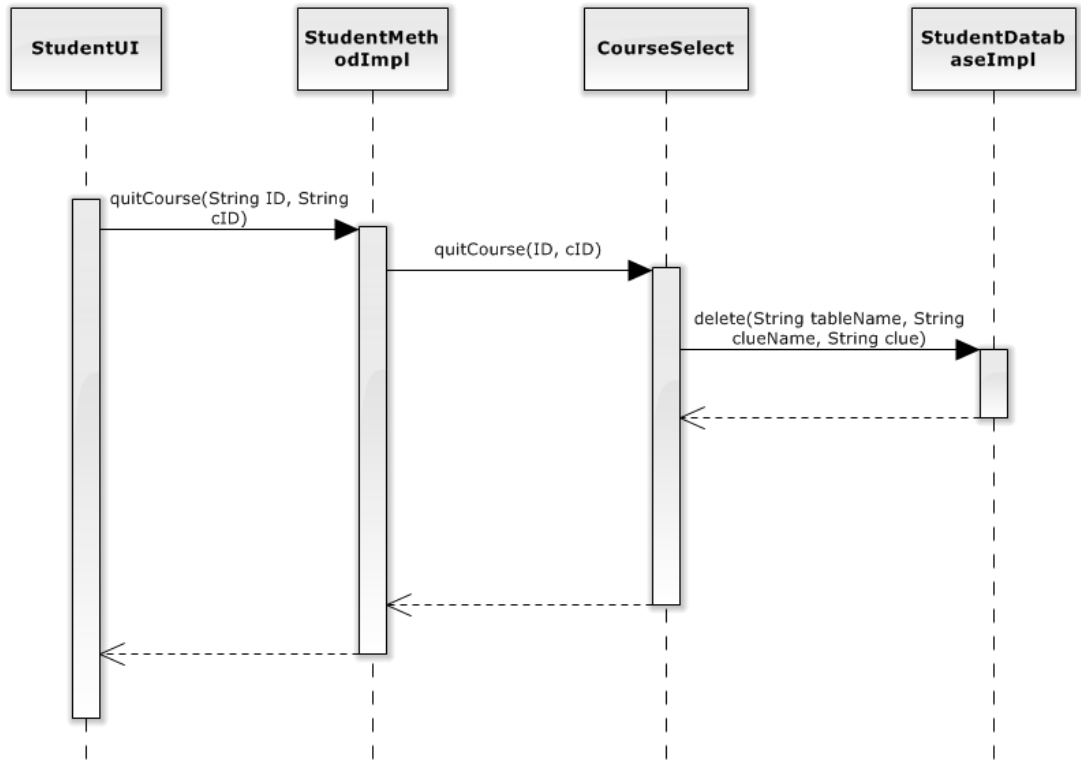 StudentUI
StudentMeth
odImpl
CourseSelect
StudentDatab
aseImpl
quitCourse(String ID, String
cID)
quitCourse(ID, cID)
delete(String tableName, String
clueName, String clue)